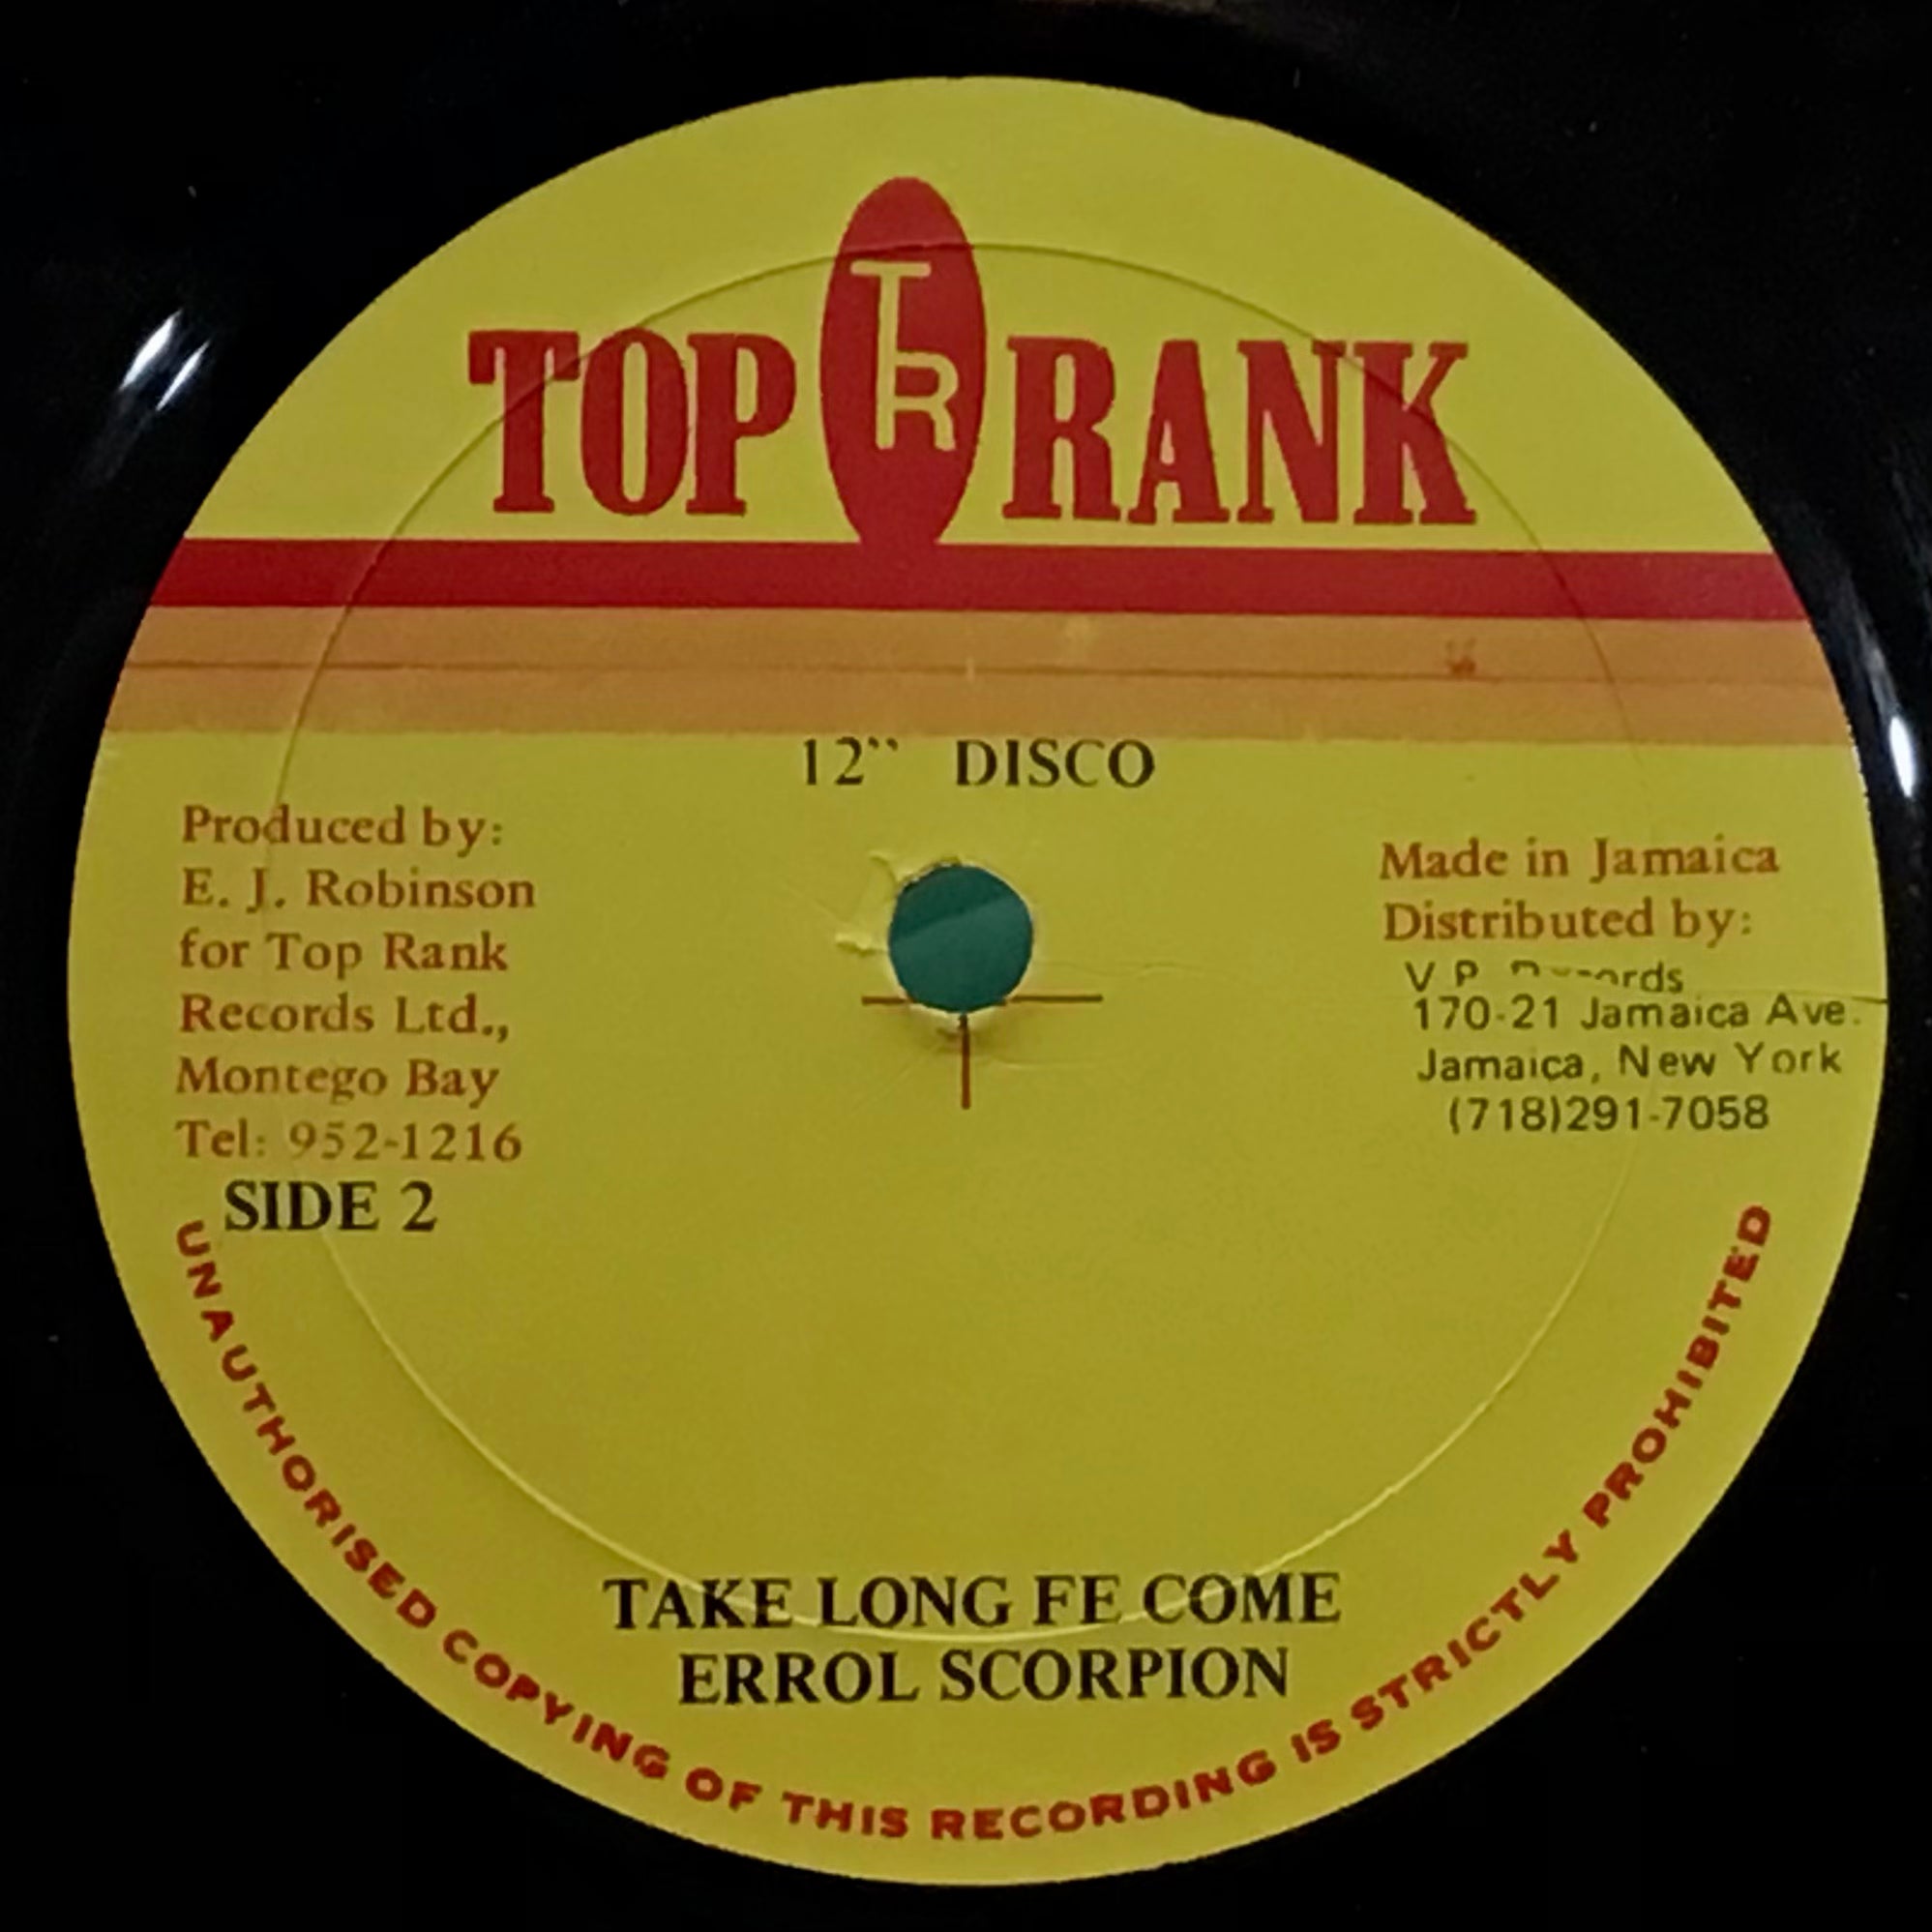 TOP TR RANK
12" DISCO
Produced by:
E. J. Robinson
for Top Rank
Records Ltd.,
Montego Bay
Tel: 952-1216
SIDE 2
Made in Jamaica
Distributed by:
V P
170-21 Jamaica Ave.
Jamaica, New York
(718)291-7058
TAKE LONG FE COME
ERROL SCORPION
UNAUTHORISED COPYING OF THIS RECORDING IS STRICTLY PROHIBITED